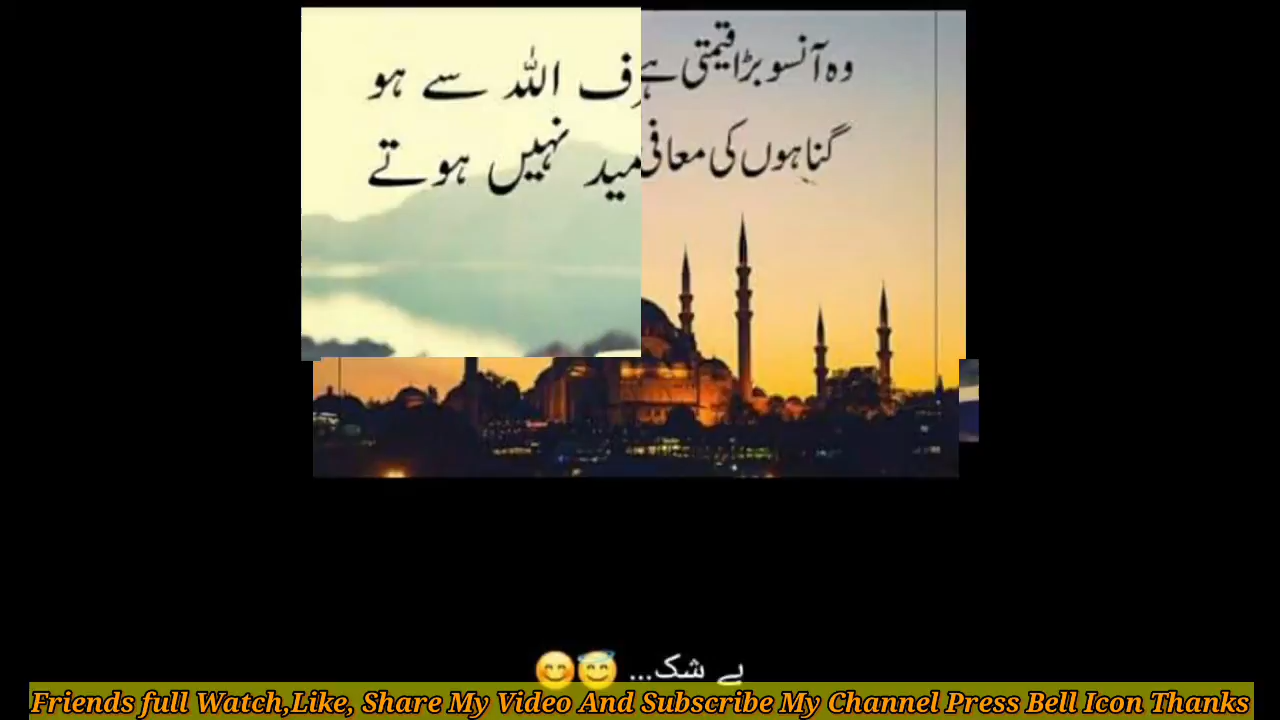 وہ آنسو بڑا قیمتی ہے
گناہوں کی معافی
اللہ سے ہو
نہیں ہوتے
بے شک... 😇😊
Friends full Watch,Like, Share My Video And Subscribe My Channel Press Bell Icon Thanks